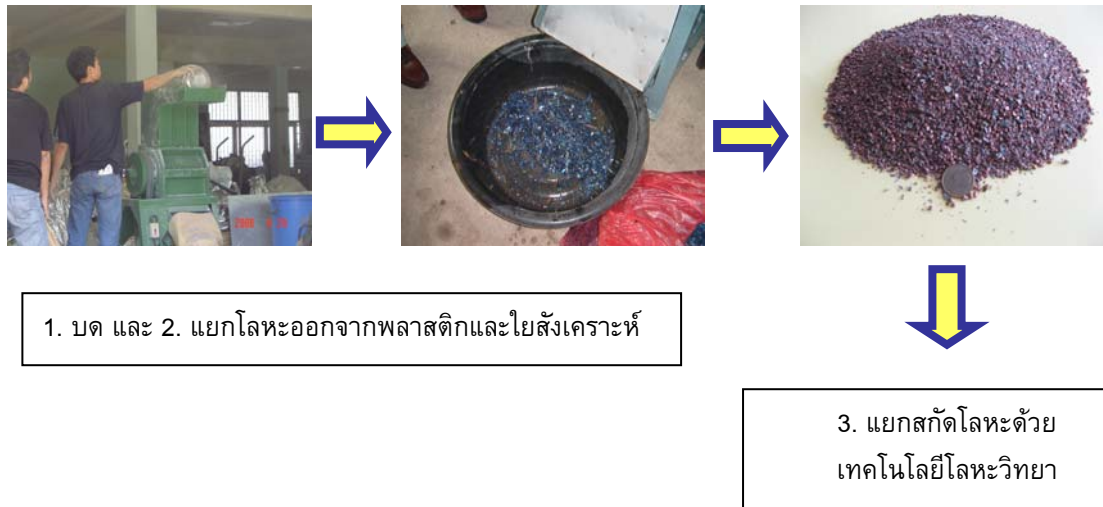 1. บด และ 2. แยกโลหะออกจากพลาสติกและใยสังเคราะห์
3. แยกสกัดโลหะด้วย
เทคโนโลยีโลหะวิทยา